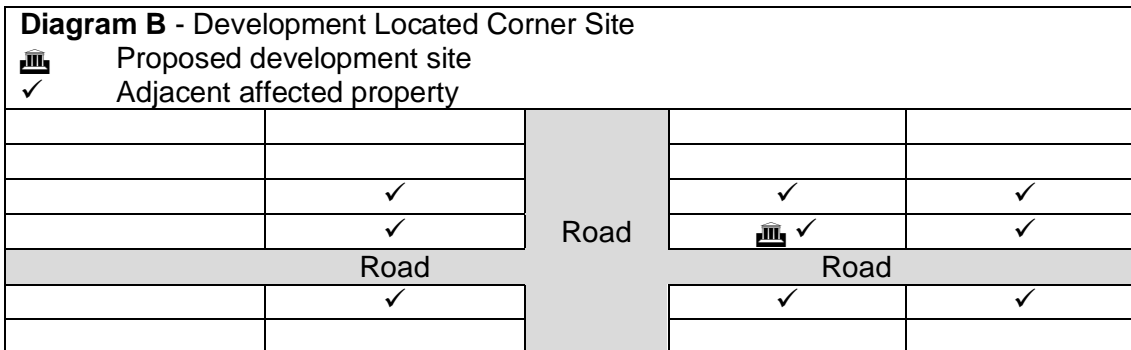 Diagram B - Development Located Corner Site
Proposed development site
✓ Adjacent affected property
✓ ✓ ✓
✓ Road ✓ ✓
Road Road
✓ ✓ ✓